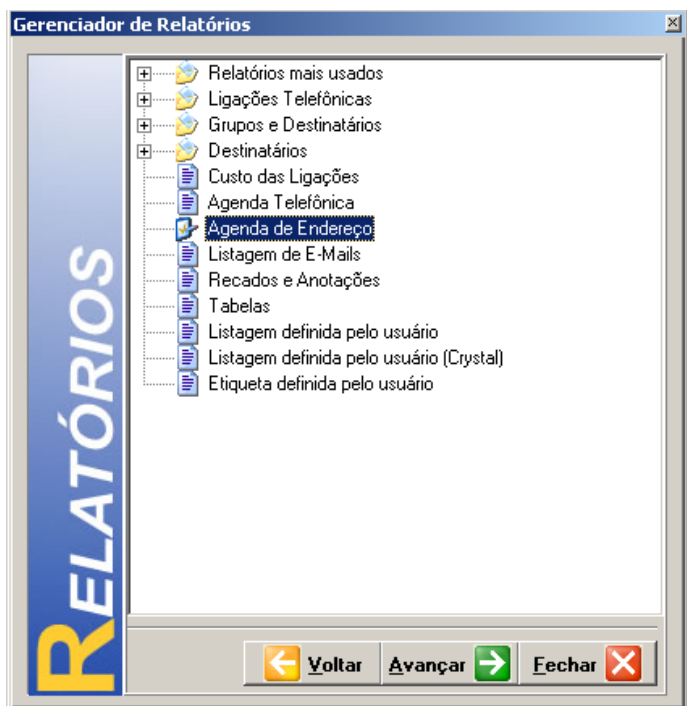 Gerenciador de Relatórios
RELATÓRIOS
Relatórios mais usados
Ligações Telefônicas
Grupos e Destinatários
Destinatários
Custo das Ligações
Agenda Telefônica
Agenda de Endereço
Listagem de E-Mails
Recados e Anotações
Tabelas
Listagem definida pelo usuário
Listagem definida pelo usuário (Crystal)
Etiqueta definida pelo usuário
Voltar Avançar Fechar